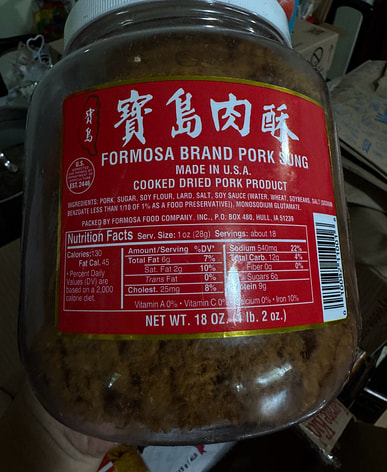 寶島
寶島肉酥
FORMOSA BRAND PORK SUNG
MADE IN U.S.A.
COOKED DRIED PORK PRODUCT
U.S.
EST. 2446
INGREDIENTS: PORK, SUGAR, SOY FLOUR, LARD, SALT, SOY SAUCE (WATER, WHEAT, SOYBEANS, SALT, SODIUM
BENZOATE LESS THAN 1/10 OF 1% AS A FOOD PRESERVATIVE), MONOSODIUM GLUTAMATE.
PACKED BY FORMOSA FOOD COMPANY, INC., P.O. BOX 480, HULL, IA 51239
Nutrition Facts Serv. Size: 1 oz (28g) Servings: about 18
Calories:130
Fat Cal. 45
* Percent Daily
Values (DV) are
based on a 2,000
calorie diet.
Amount/Serving %DV*
Total Fat 6g 7%
Sat. Fat 2g 10%
Trans Fat 0%
Cholest. 25mg 8%
Sodium 540mg 22%
Total Carb. 12g 4%
Fiber 0g 0%
Sugars 6g
Protein 9g
Vitamin A 0% • Vitamin C 0% • Calcium 0% • Iron 10%
NET WT. 18 OZ. (1 lb. 2 oz.)